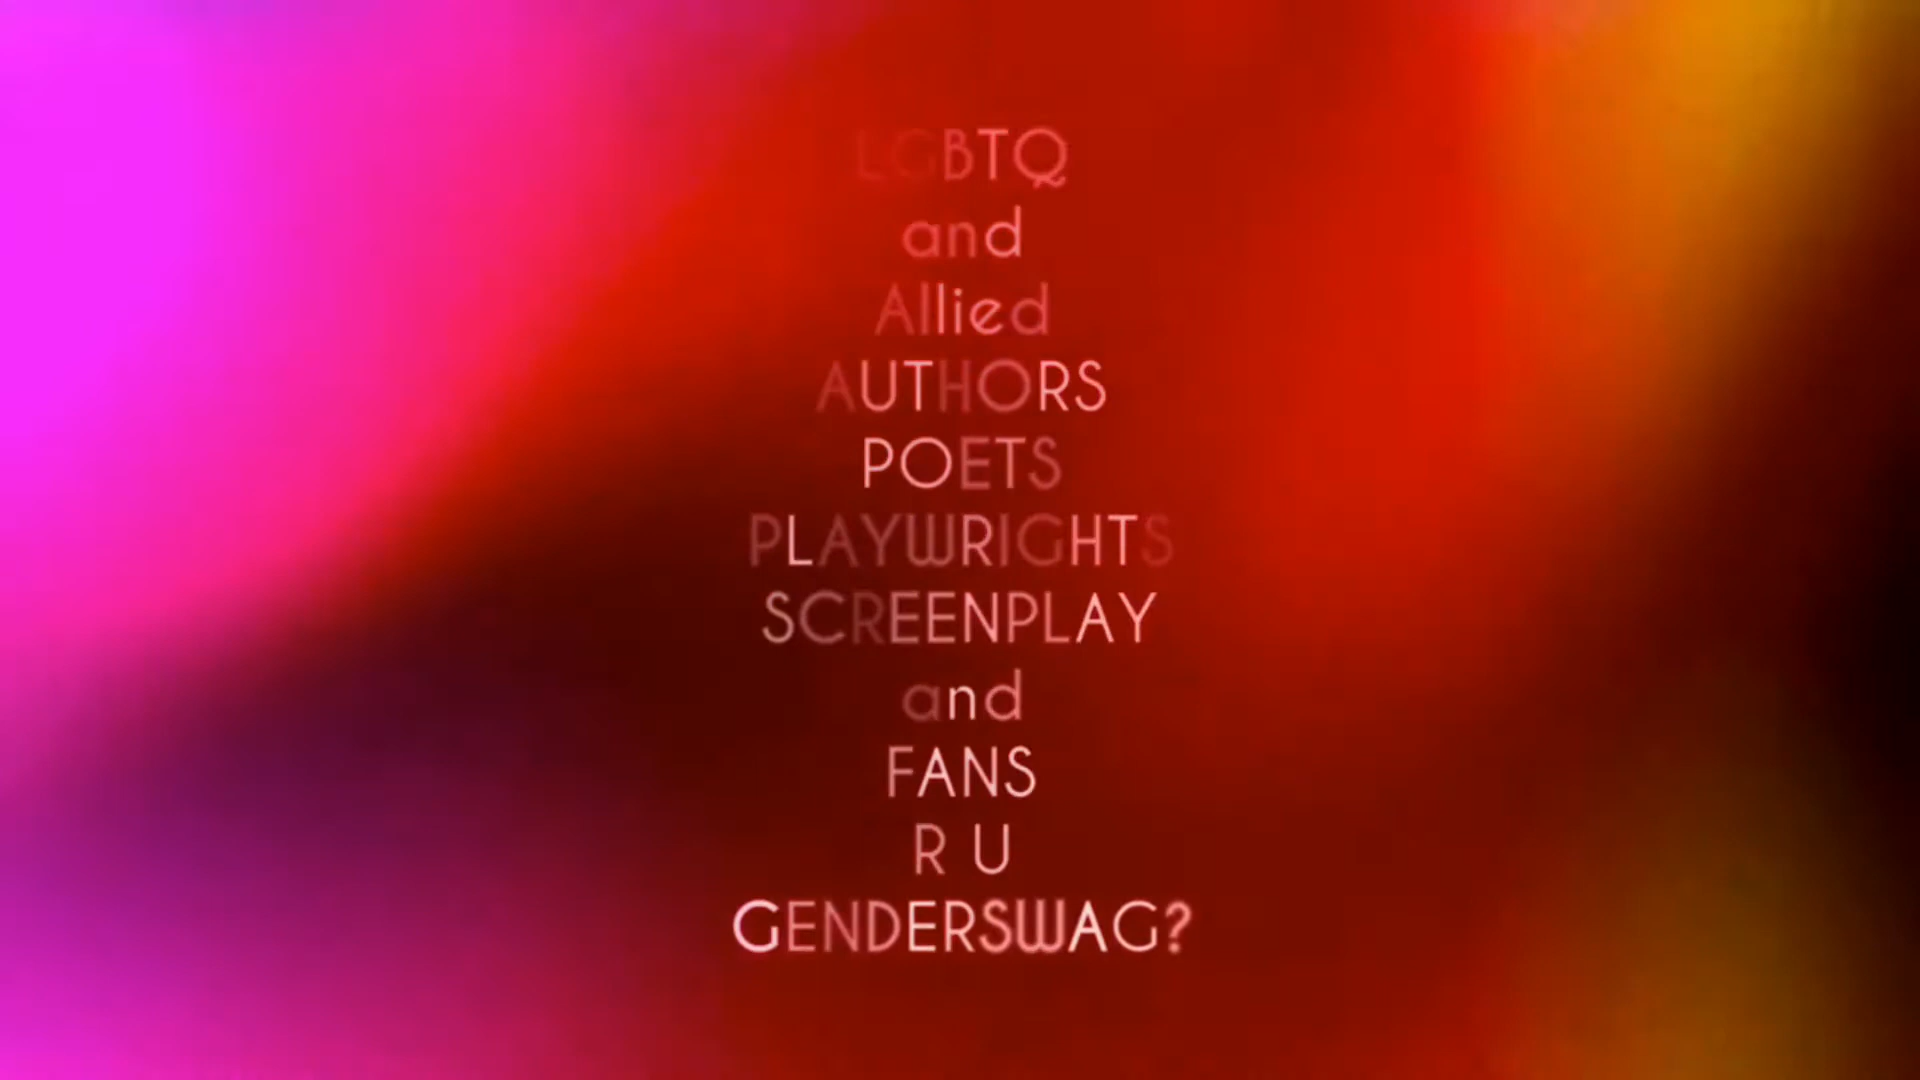 LGBTQ
and
Allied
AUTHORS
POETS
PLAYWRIGHTS
SCREENPLAY
and
FANS
R U
GENDERSWAG?